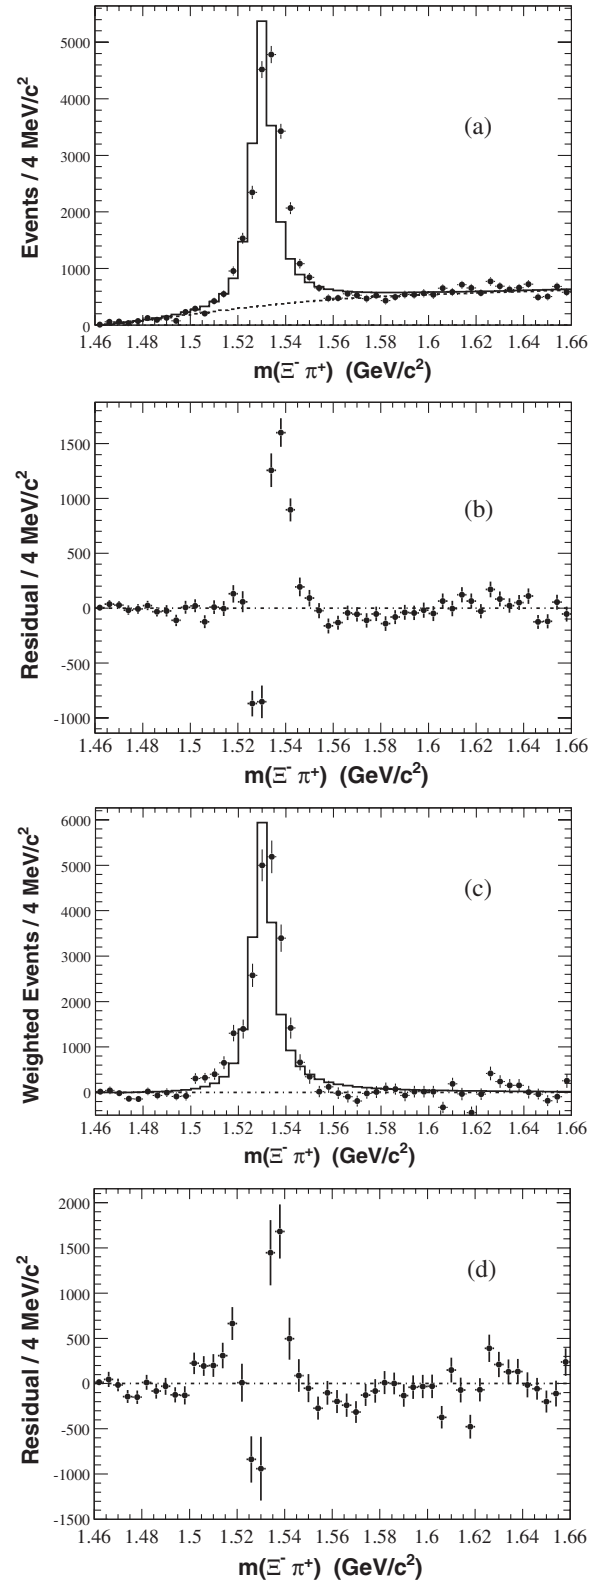 5000
4000
3000
2000
1000
0
Events / 4 MeV/c²
(a)
1.46 1.48 1.5 1.52 1.54 1.56 1.58 1.6 1.62 1.64 1.66
m(Ξ⁻ π⁺) (GeV/c²)
1500
1000
500
0
-500
-1000
Residual / 4 MeV/c²
(b)
1.46 1.48 1.5 1.52 1.54 1.56 1.58 1.6 1.62 1.64 1.66
m(Ξ⁻ π⁺) (GeV/c²)
6000
5000
4000
3000
2000
1000
0
Weighted Events / 4 MeV/c²
(c)
1.46 1.48 1.5 1.52 1.54 1.56 1.58 1.6 1.62 1.64 1.66
m(Ξ⁻ π⁺) (GeV/c²)
2000
1500
1000
500
0
-500
-1000
-1500
Residual / 4 MeV/c²
(d)
1.46 1.48 1.5 1.52 1.54 1.56 1.58 1.6 1.62 1.64 1.66
m(Ξ⁻ π⁺) (GeV/c²)